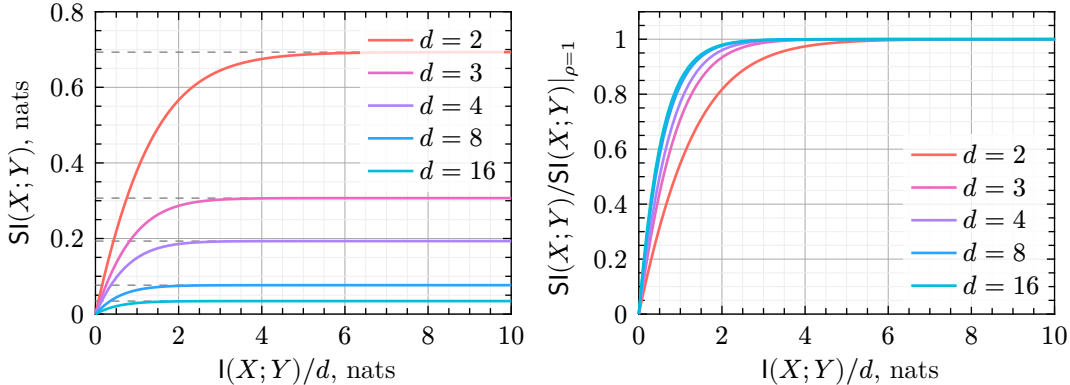 0.8
0.6
0.4
0.2
0
SI(X; Y), nats
d = 2
d = 3
d = 4
d = 8
d = 16
0 2 4 6 8 10
I(X; Y)/d, nats
1
0.8
0.6
0.4
0.2
0
SI(X; Y)/SI(X; Y)|ρ=1
d = 2
d = 3
d = 4
d = 8
d = 16
0 2 4 6 8 10
I(X; Y)/d, nats